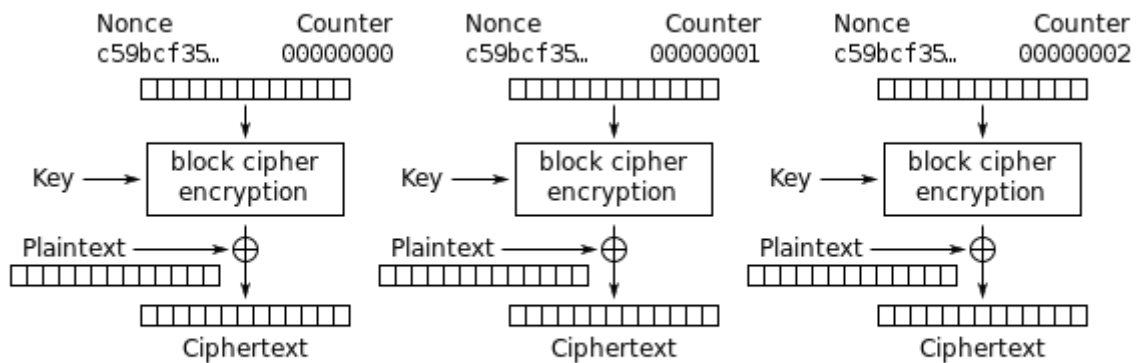 Nonce Counter Nonce Counter Nonce Counter
c59bcf35… 00000000 c59bcf35… 00000001 c59bcf35… 00000002
block cipher block cipher block cipher
Key Key Key
encryption encryption encryption
Plaintext Plaintext Plaintext
Ciphertext Ciphertext Ciphertext